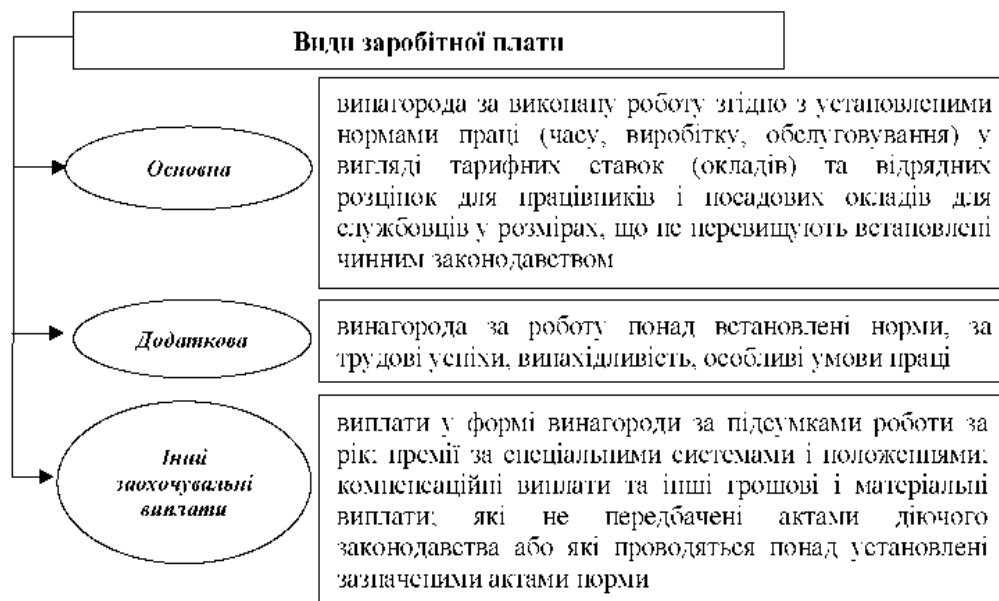 Види заробітної плати
Основна
винагорода за виконану роботу згідно з установленими
нормами праці (часу, виробітку, обслуговування) у
вигляді тарифних ставок (окладів) та відрядних
розцінок для працівників і посадових окладів для
службовців у розмірах, що не перевищують встановлені
чинним законодавством
Додаткова
винагорода за роботу понад встановлені норми, за
трудові успіхи, винахідливість, особливі умови праці
Інші
заохочувальні
виплати
виплати у формі винагороди за підсумками роботи за
рік; премії за спеціальними системами і положеннями;
компенсаційні виплати та інші грошові і матеріальні
виплати; які не передбачені актами діючого
законодавства або які проводяться понад установлені
зазначеними актами норми